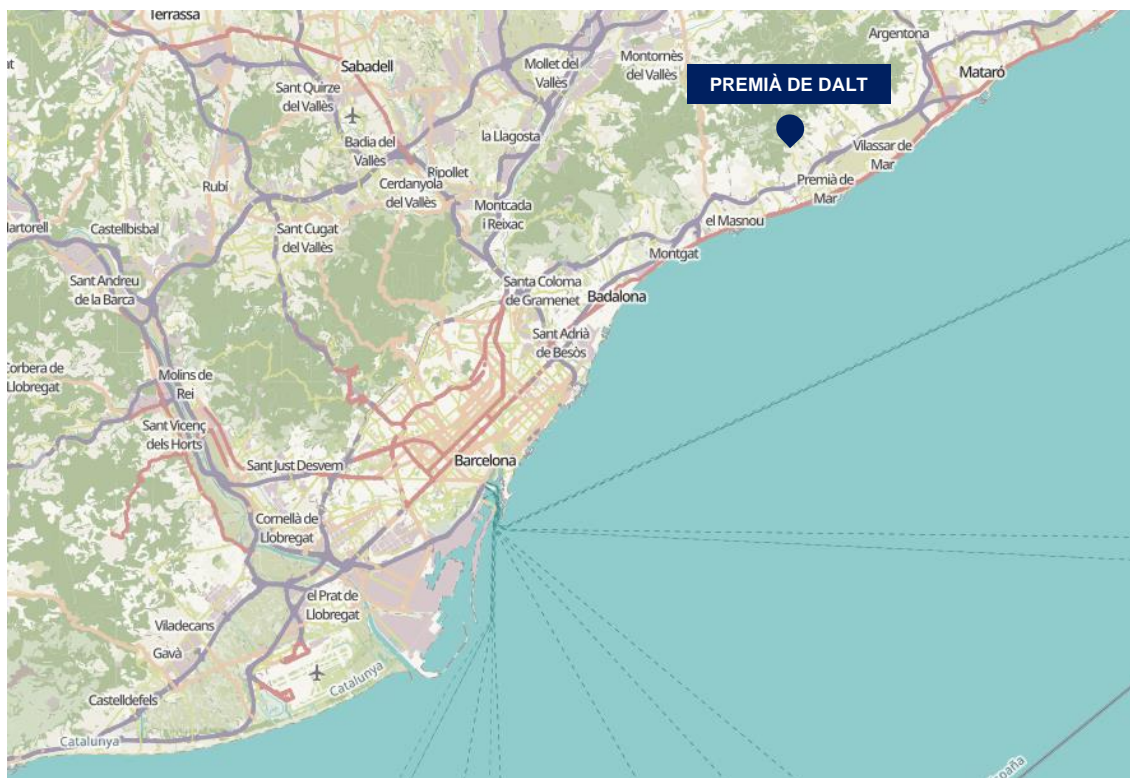 Terrassa
Argentona
Sabadell
Mollet del
Vallès
Montornès
del Vallès
Mataró
Sant Quirze
del Vallès
PREMIÀ DE DALT
la Llagosta
Badia del
Vallès
Vilassar de
Mar
Ripollet
Cerdanyola
del Vallès
Rubí
Premià de
Mar
Montcada
i Reixac
el Masnou
Castellbisbal
Sant Cugat
del Vallès
Montgat
Sant Andreu
de la Barca
Santa Coloma
de Gramenet
Badalona
Sant Adrià
de Besòs
Molins de
Rei
Llobregat
Sant Vicenç
dels Horts
Sant Just Desvern
Barcelona
Cornellà de
Llobregat
el Prat de
Llobregat
Viladecans
Gavà
Catalunya
Castelldefels
Catalunya